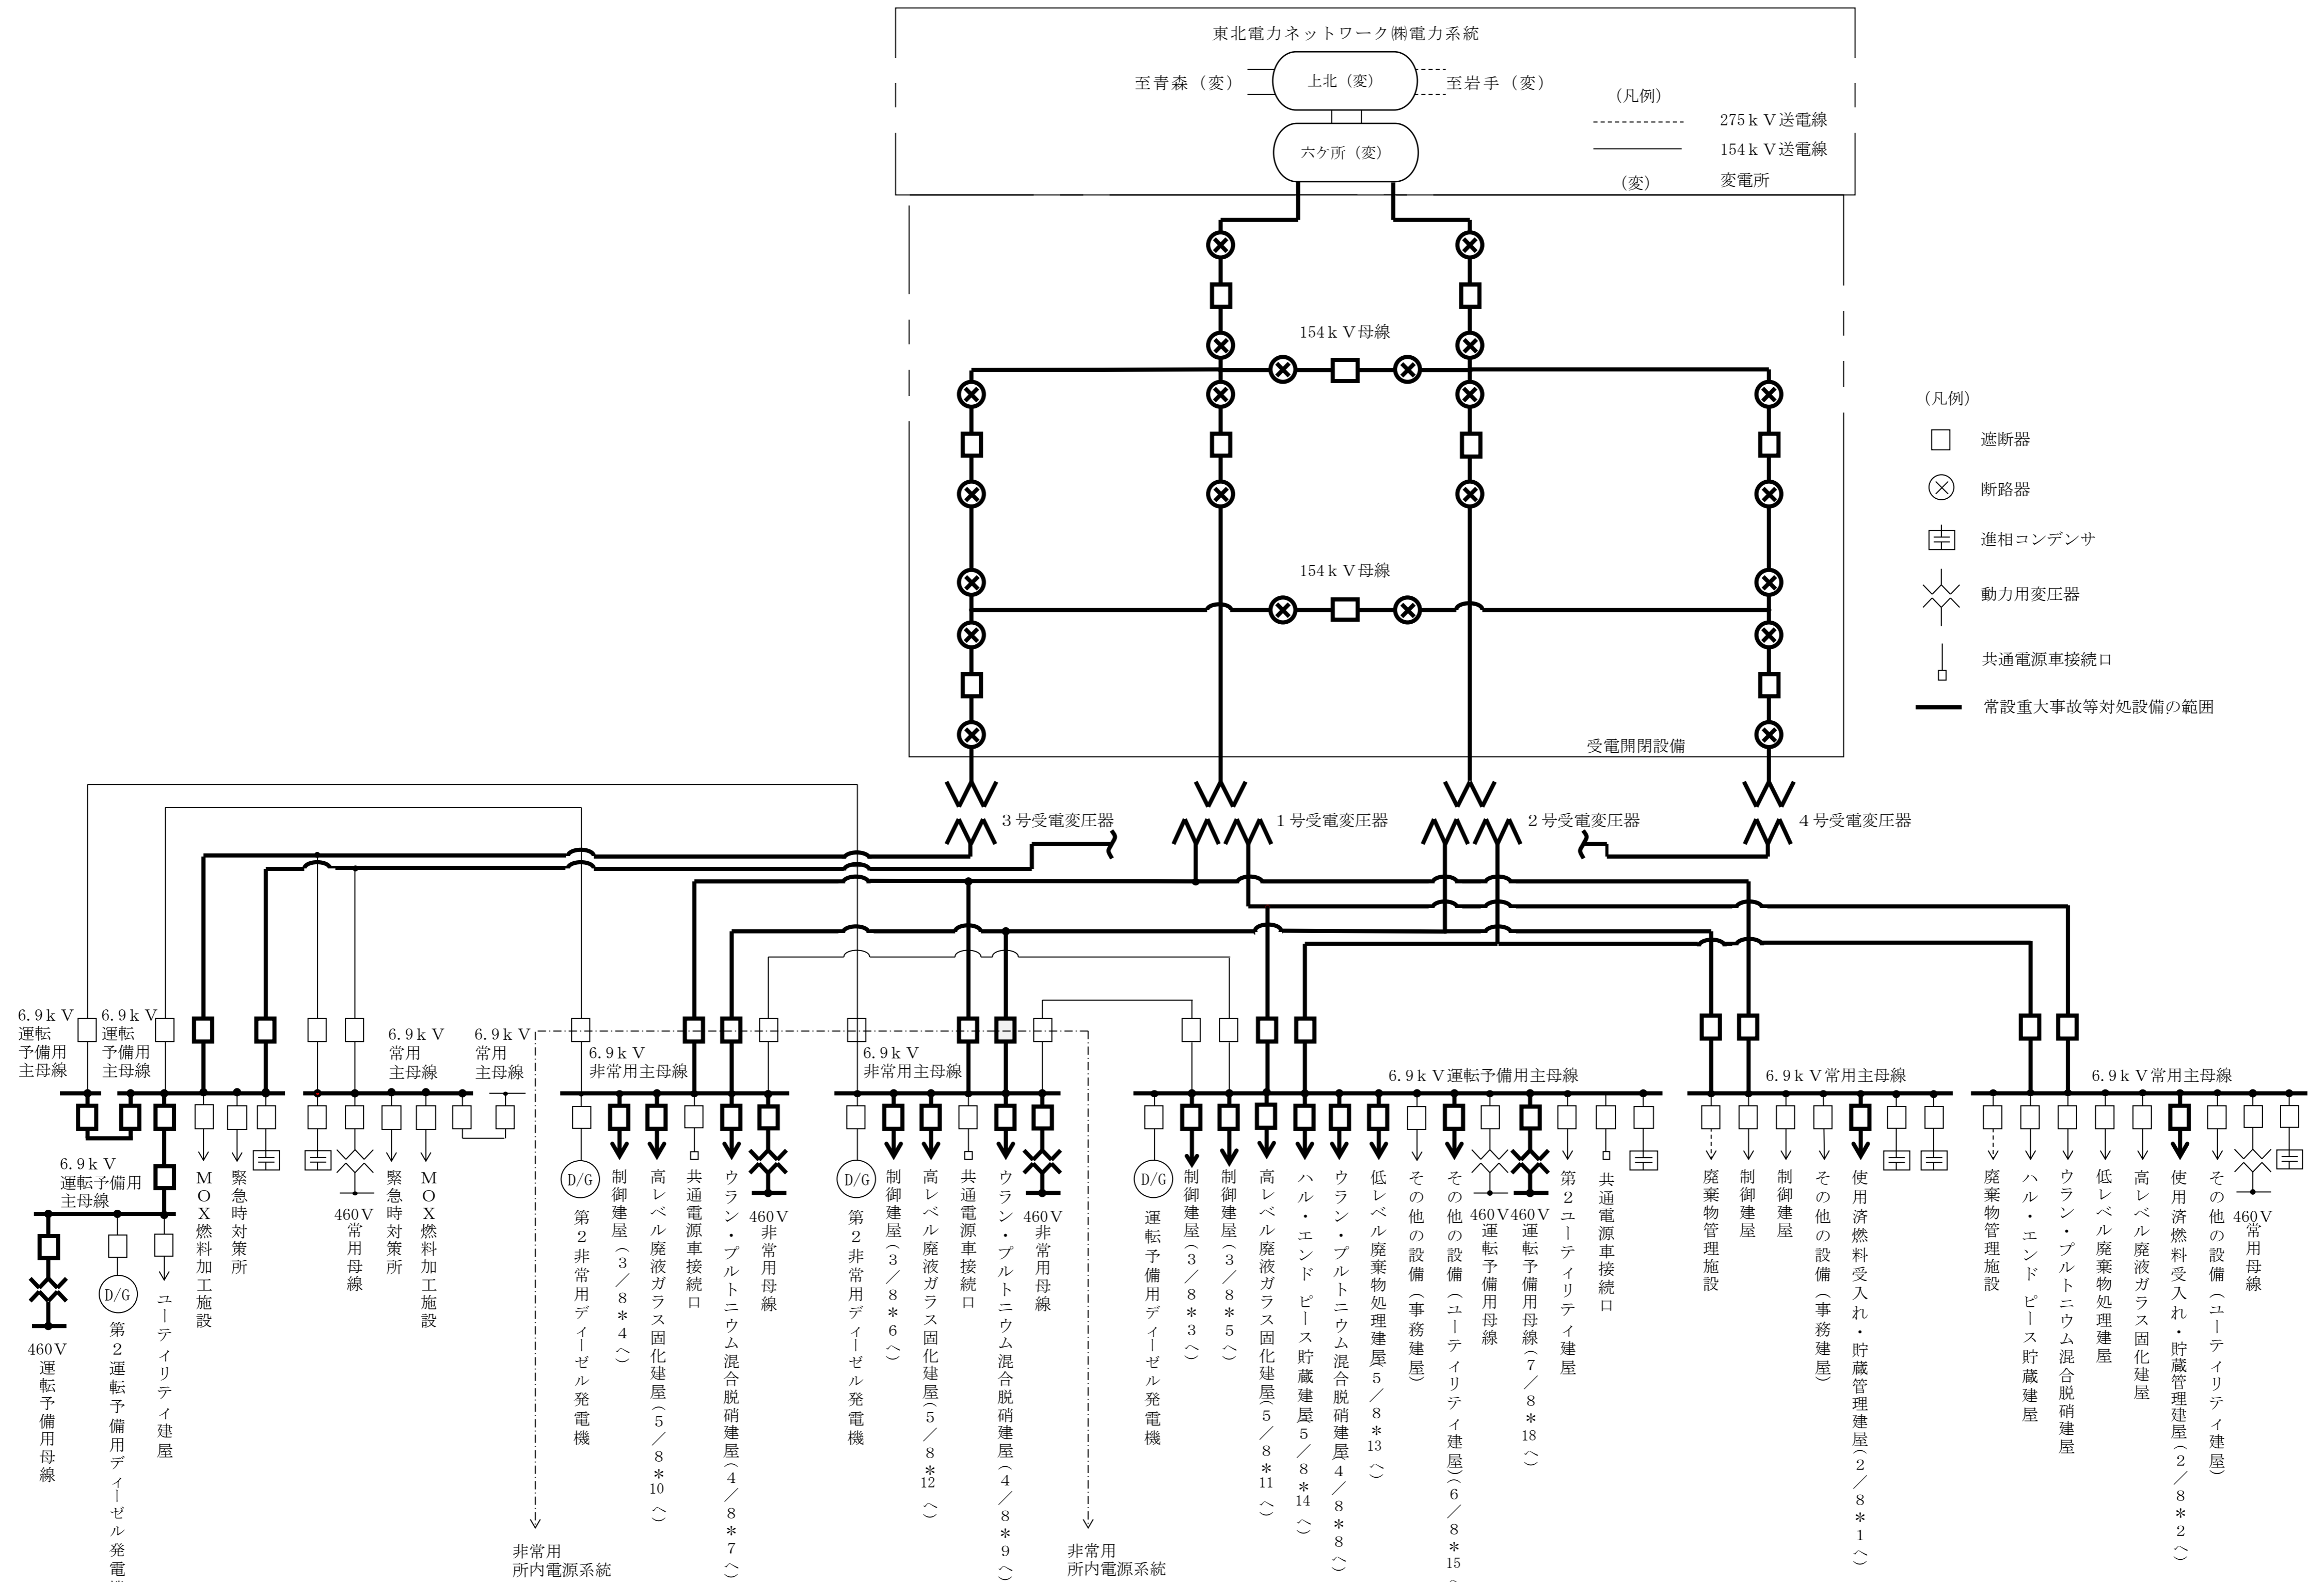 東北電力ネットワーク㈱電力系統
至青森（変）
上北（変）
至岩手（変）
六ケ所（変）
（凡例）
275ｋＶ送電線
154ｋＶ送電線
（変）
変電所
154ｋＶ母線
154ｋＶ母線
受電開閉設備
（凡例）
遮断器
断路器
進相コンデンサ
動力用変圧器
共通電源車接続口
常設重大事故等対処設備の範囲
３号受電変圧器
１号受電変圧器
２号受電変圧器
４号受電変圧器
6.9ｋＶ
運転
予備用
主母線
6.9ｋＶ
運転
予備用
主母線
6.9ｋＶ
常用
主母線
6.9ｋＶ
常用
主母線
6.9ｋＶ
非常用主母線
6.9ｋＶ
非常用主母線
6.9ｋＶ運転予備用主母線
6.9ｋＶ常用主母線
6.9ｋＶ常用主母線
6.9ｋＶ
運転予備用
主母線
460Ｖ
運転予備用母線
D/G
第２運転予備用ディーゼル発電
ユーティリティ建屋
ＭＯＸ燃料加工施設
緊急時対策所
460Ｖ
常用母線
緊急時対策所
ＭＯＸ燃料加工施設
D/G
第２非常用ディーゼル発電機
制御建屋（３／８＊４へ）
高レベル廃液ガラス固化建屋（５／８＊10へ）
共通電源車接続口
ウラン・プルトニウム混合脱硝建屋（４／８＊７へ）
460Ｖ
非常用母線
D/G
第２非常用ディーゼル発電機
制御建屋（３／８＊６へ）
高レベル廃液ガラス固化建屋（５／８＊12へ）
共通電源車接続口
ウラン・プルトニウム混合脱硝建屋（４／８＊９へ）
460Ｖ
非常用母線
D/G
運転予備用ディーゼル発電機
制御建屋（３／８＊３へ）
制御建屋（３／８＊５へ）
高レベル廃液ガラス固化建屋（５／８＊11へ）
ハル・エンド ピース貯蔵建屋（５／８＊14へ）
ウラン・プルトニウム混合脱硝建屋（４／８＊８へ）
低レベル廃棄物処理建屋（５／８＊13へ）
その他の設備（事務建屋）
その他の設備（ユーティリティ建屋）（６／８＊15
460Ｖ
運転予備用母線
460Ｖ
運転予備用母線（７／８＊18へ）
第２ユーティリティ建屋
共通電源車接続口
廃棄物管理施設
制御建屋
制御建屋
その他の設備（事務建屋）
使用済燃料受入れ・貯蔵管理建屋（２／８＊１へ）
廃棄物管理施設
ハル・エンド ピース貯蔵建屋
ウラン・プルトニウム混合脱硝建屋
低レベル廃棄物処理建屋
高レベル廃液ガラス固化建屋
使用済燃料受入れ・貯蔵管理建屋（２／８＊２へ）
その他の設備（ユーティリティ建屋）
460Ｖ
常用母線
非常用
所内電源系統
非常用
所内電源系統